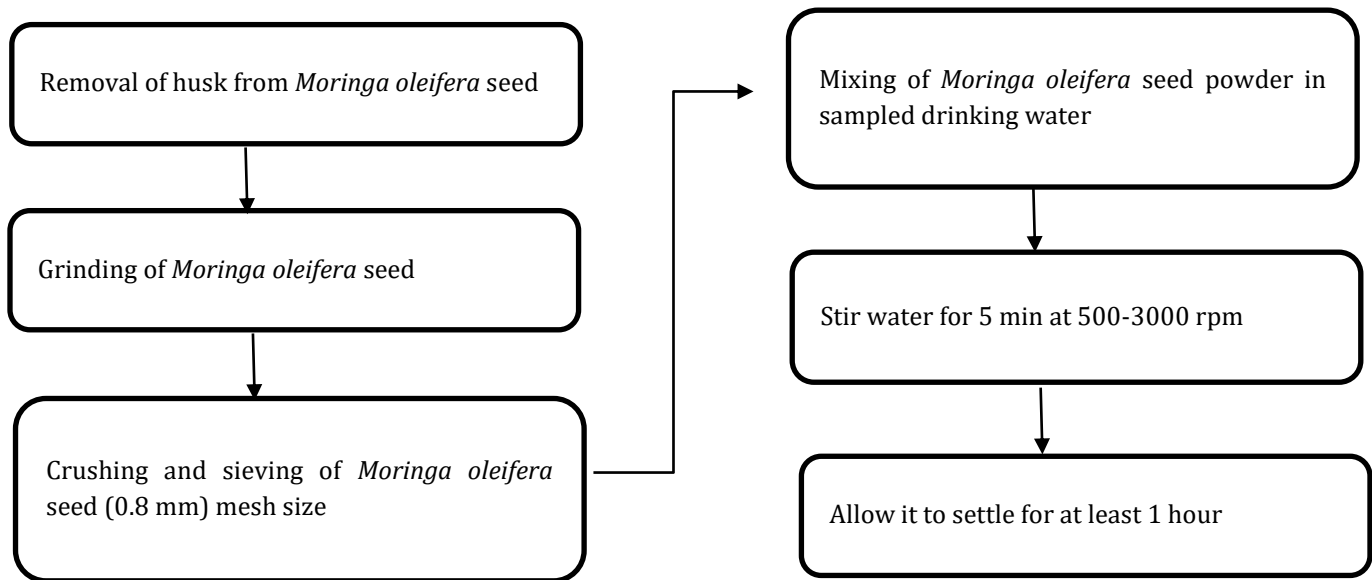 Removal of husk from Moringa oleifera seed
Grinding of Moringa oleifera seed
Crushing and sieving of Moringa oleifera
seed (0.8 mm) mesh size
Mixing of Moringa oleifera seed powder in
sampled drinking water
Stir water for 5 min at 500-3000 rpm
Allow it to settle for at least 1 hour